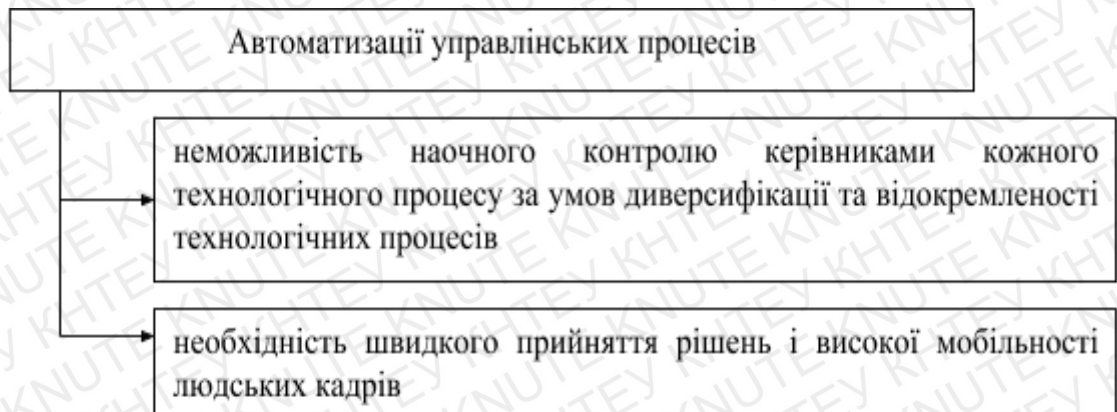 Автоматизації управлінських процесів
неможливість наочного контролю керівниками кожного
технологічного процесу за умов диверсифікації та відокремленості
технологічних процесів
необхідність швидкого прийняття рішень і високої мобільності
людських кадрів